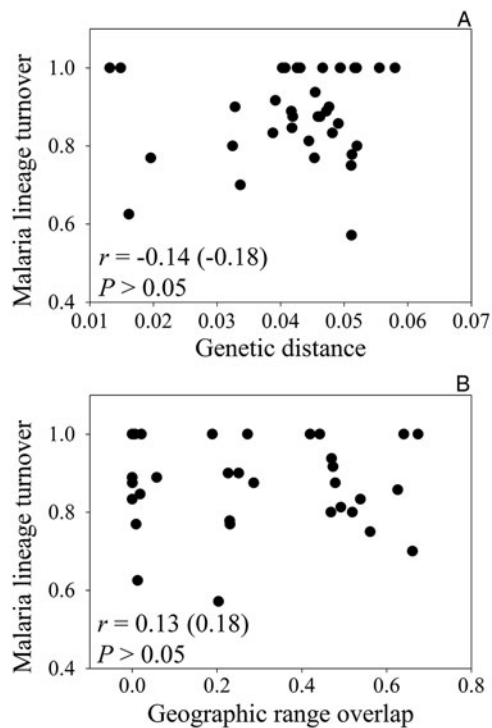 A
Malaria lineage turnover
1.0
0.8
0.6
0.4
r = -0.14 (-0.18)
P > 0.05
0.01 0.02 0.03 0.04 0.05 0.06 0.07
Genetic distance
B
Malaria lineage turnover
1.0
0.8
0.6
0.4
r = 0.13 (0.18)
P > 0.05
0.0 0.2 0.4 0.6 0.8
Geographic range overlap